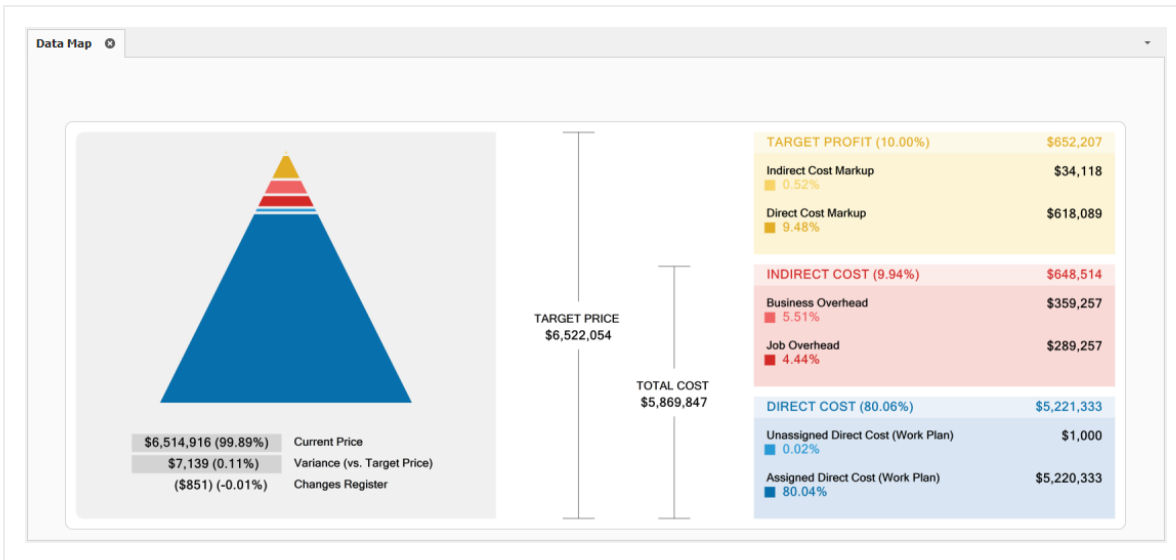 Data Map
TARGET PROFIT (10.00%) $652,207
Indirect Cost Markup $34,118
0.52%
Direct Cost Markup $618,089
9.48%
INDIRECT COST (9.94%) $648,514
Business Overhead $359,257
5.51%
Job Overhead $289,257
4.44%
DIRECT COST (80.06%) $5,221,333
Unassigned Direct Cost (Work Plan) $1,000
0.02%
Assigned Direct Cost (Work Plan) $5,220,333
80.04%
TARGET PRICE
$6,522,054
TOTAL COST
$5,869,847
$6,514,916 (99.89%) Current Price
$7,139 (0.11%) Variance (vs. Target Price)
($851) (-0.01%) Changes Register